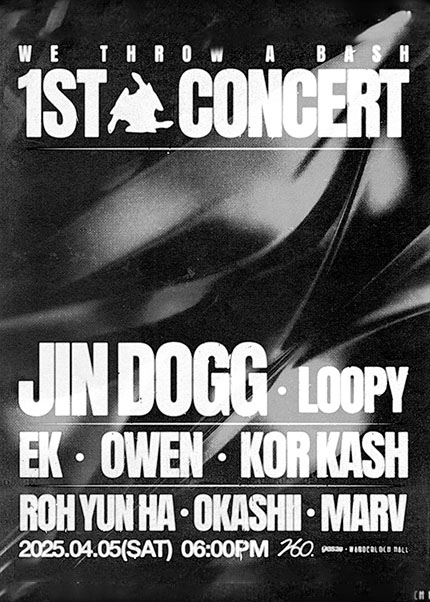 WE THROW A BASH
1ST CONCERT
JIN DOGG · LOOPY
EK · OWEN · KOR KASH
ROH YUN HA · OKASHII · MARV
2025.04.05(SAT) 06:00PM 260.